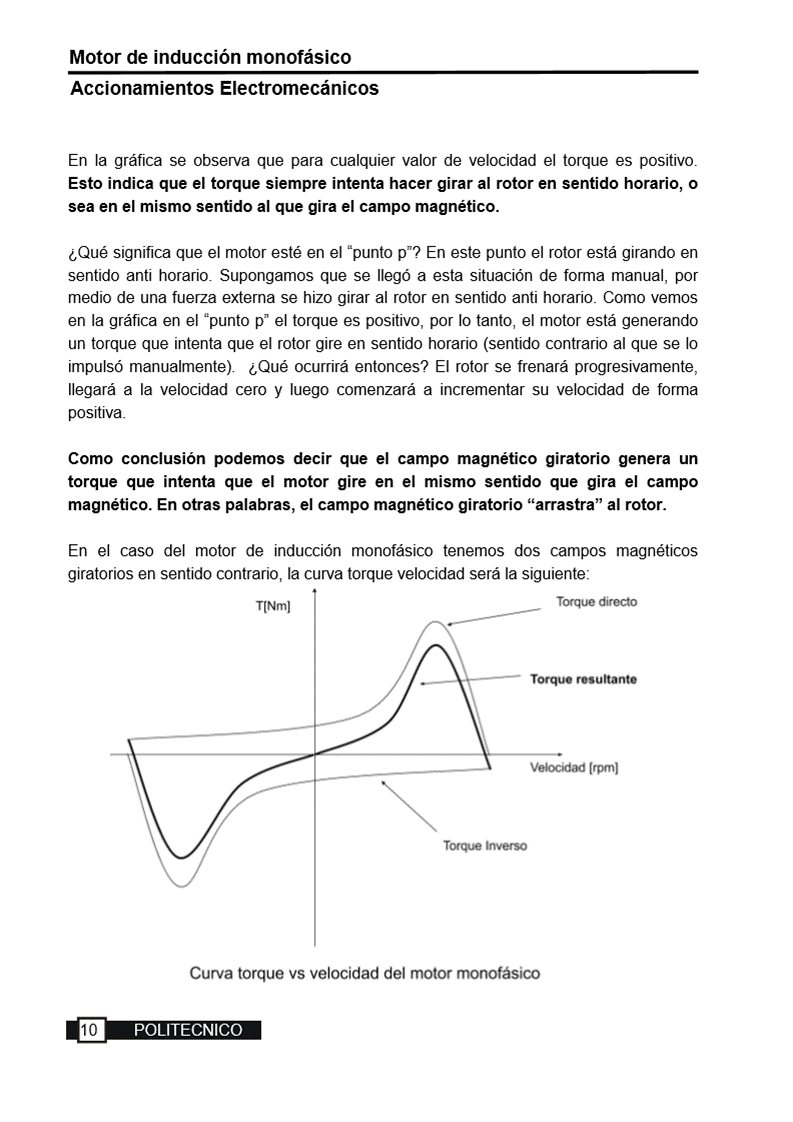 Motor de inducción monofásico
Accionamientos Electromecánicos
En la gráfica se observa que para cualquier valor de velocidad el torque es positivo.
Esto indica que el torque siempre intenta hacer girar al rotor en sentido horario, o
sea en el mismo sentido al que gira el campo magnético.
¿Qué significa que el motor esté en el “punto p”? En este punto el rotor está girando en
sentido anti horario. Supongamos que se llegó a esta situación de forma manual, por
medio de una fuerza externa se hizo girar al rotor en sentido anti horario. Como vemos
en la gráfica en el “punto p” el torque es positivo, por lo tanto, el motor está generando
un torque que intenta que el rotor gire en sentido horario (sentido contrario al que se lo
impulsó manualmente). ¿Qué ocurrirá entonces? El rotor se frenará progresivamente,
llegará a la velocidad cero y luego comenzará a incrementar su velocidad de forma
positiva.
Como conclusión podemos decir que el campo magnético giratorio genera un
torque que intenta que el motor gire en el mismo sentido que gira el campo
magnético. En otras palabras, el campo magnético giratorio “arrastra” al rotor.
En el caso del motor de inducción monofásico tenemos dos campos magnéticos
giratorios en sentido contrario, la curva torque velocidad será la siguiente:
T[Nm]
Torque directo
Torque resultante
Velocidad [rpm]
Torque Inverso
Curva torque vs velocidad del motor monofásico
10 POLITECNICO